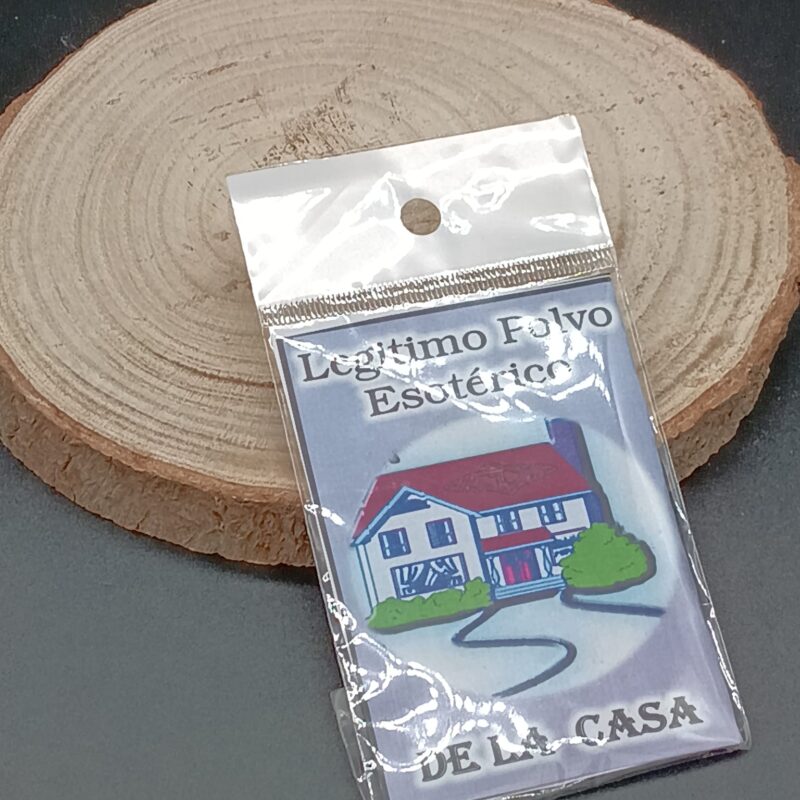 Legitimo Polvo
Esotérico
DE LA CASA